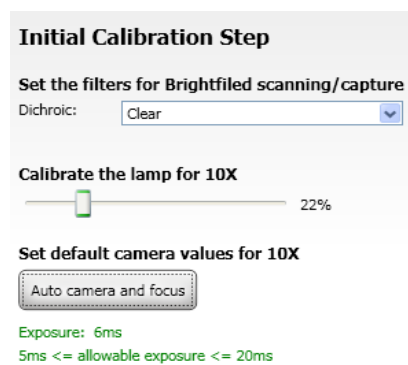 Initial Calibration Step
Set the filters for Brightfiled scanning/capture
Dichroic: Clear
Calibrate the lamp for 10X
22%
Set default camera values for 10X
Auto camera and focus
Exposure: 6ms
5ms <= allowable exposure <= 20ms